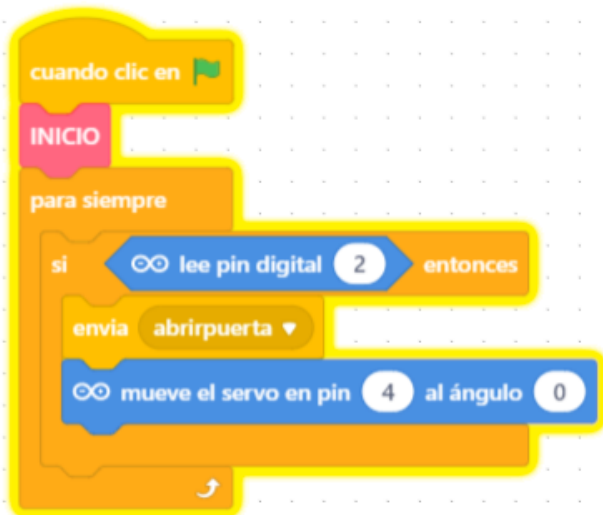 cuando clic en
INICIO
para siempre
si lee pin digital 2 entonces
envia abrirpuerta
mueve el servo en pin 4 al ángulo 0